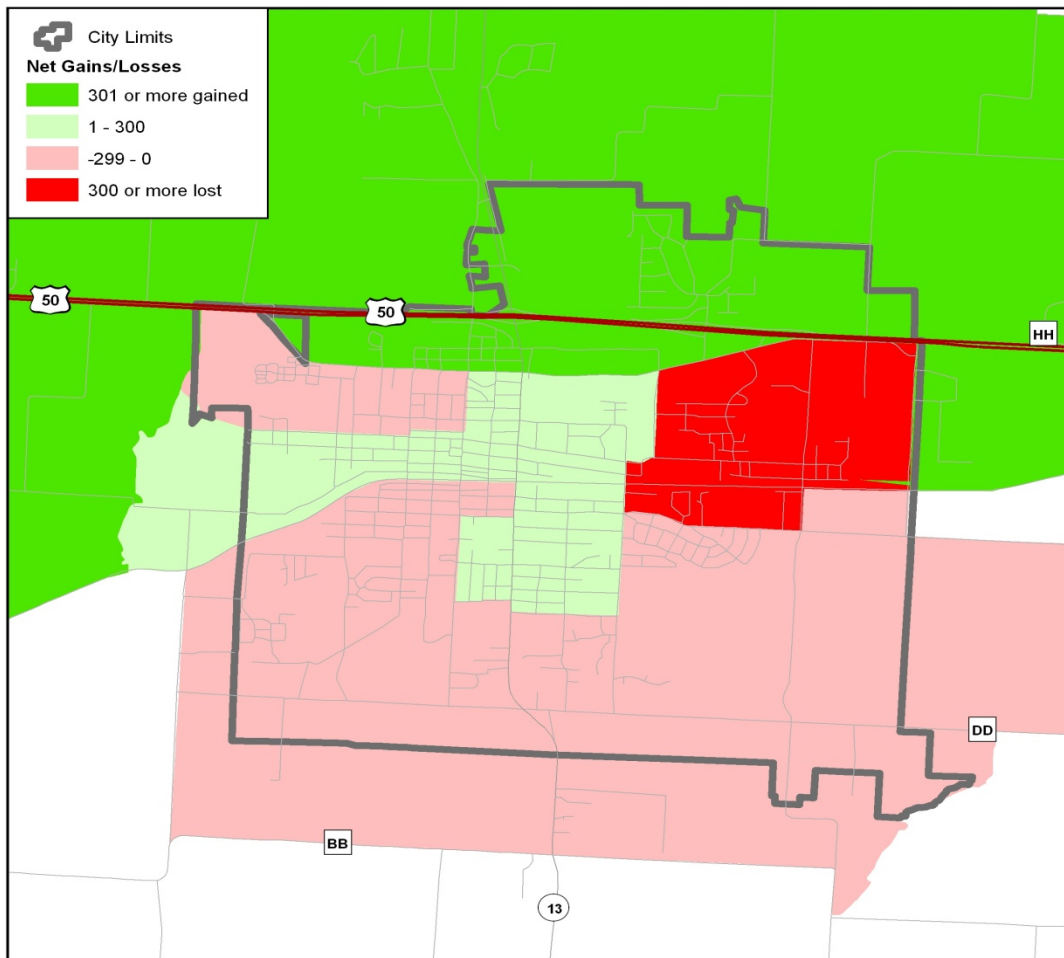 City Limits
Net Gains/Losses
301 or more gained
1 - 300
-299 - 0
300 or more lost
50
50
HH
DD
BB
13